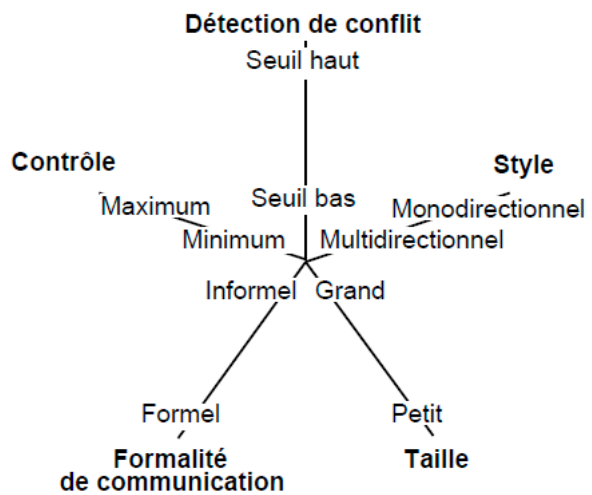 Détection de conflit
Seuil haut
Contrôle
Style
Maximum
Seuil bas
Monodirectionnel
Minimum
Multidirectionnel
Informel
Grand
Formel
Petit
Formalité
de communication
Taille